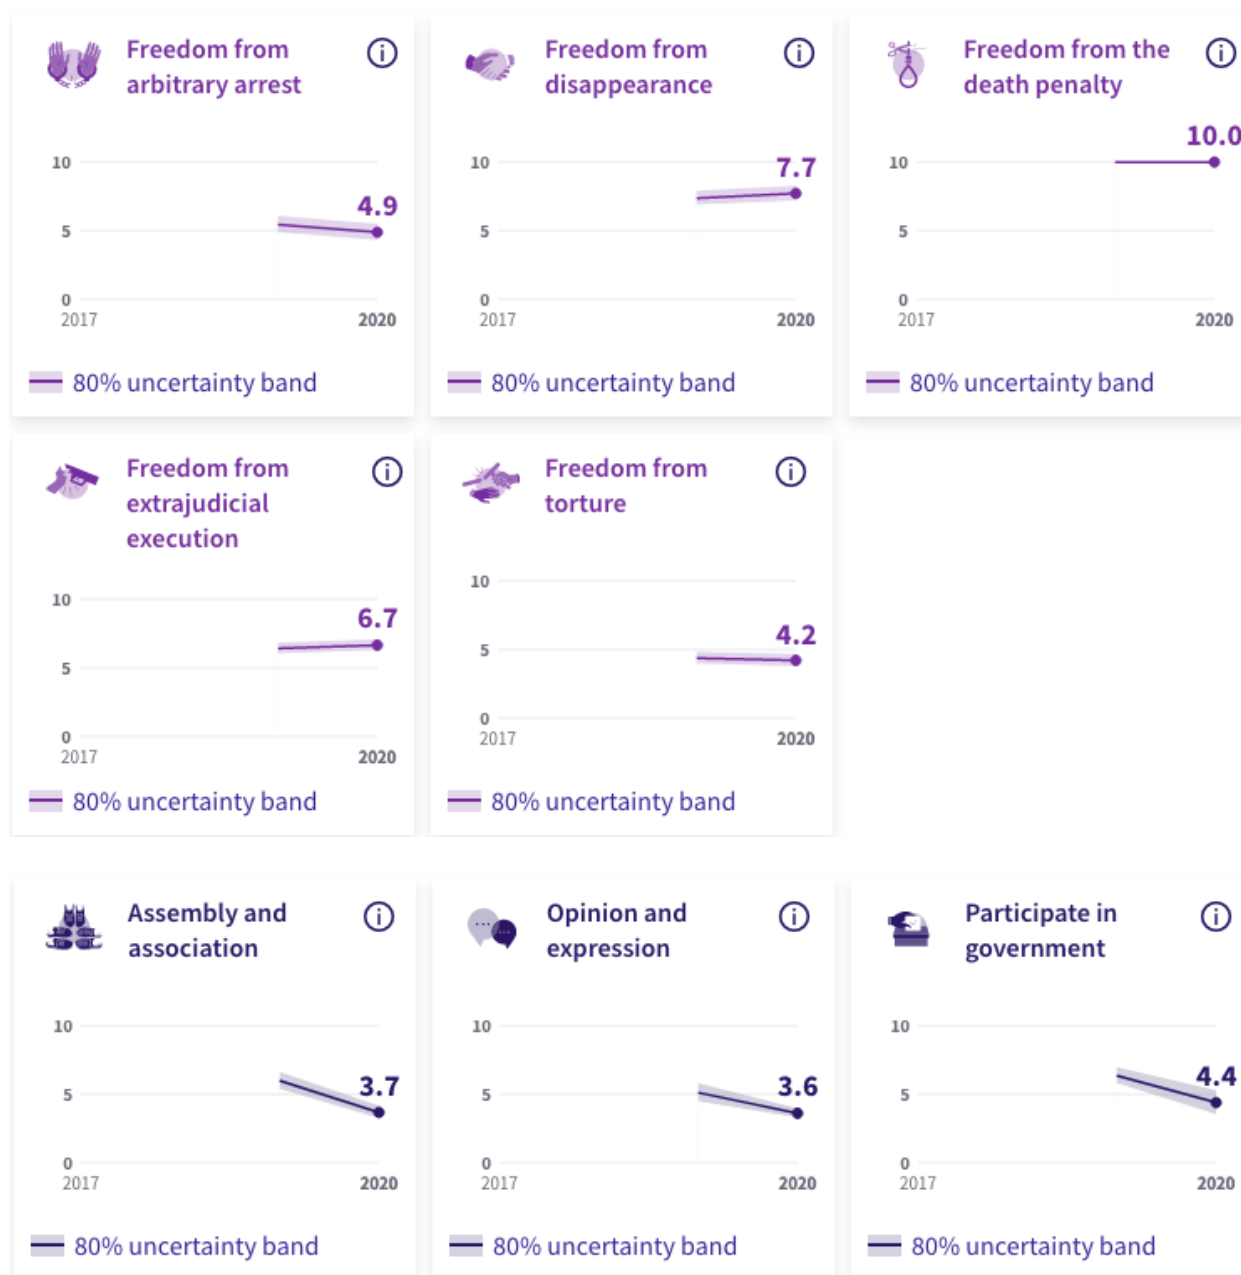 Freedom from
arbitrary arrest
10
4.9
5
0
2017
2020
80% uncertainty band
Freedom from
disappearance
10
7.7
5
0
2017
2020
80% uncertainty band
Freedom from the
death penalty
10.0
10
5
0
2017
2020
80% uncertainty band
Freedom from
extrajudicial
execution
10
6.7
5
0
2017
2020
80% uncertainty band
Freedom from
torture
10
4.2
5
0
2017
2020
80% uncertainty band
Assembly and
association
10
3.7
5
0
2017
2020
80% uncertainty band
Opinion and
expression
10
3.6
5
0
2017
2020
80% uncertainty band
Participate in
government
10
4.4
5
0
2017
2020
80% uncertainty band